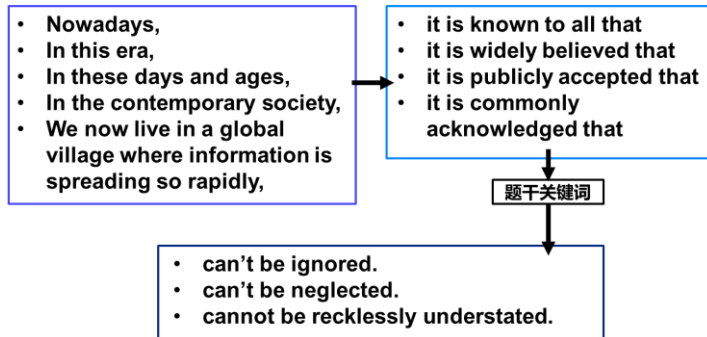 • Nowadays,
• In this era,
• In these days and ages,
• In the contemporary society,
• We now live in a global
village where information is
spreading so rapidly,
• it is known to all that
• it is widely believed that
• it is publicly accepted that
• it is commonly
acknowledged that
题干关键词
• can't be ignored.
• can't be neglected.
• cannot be recklessly understated.